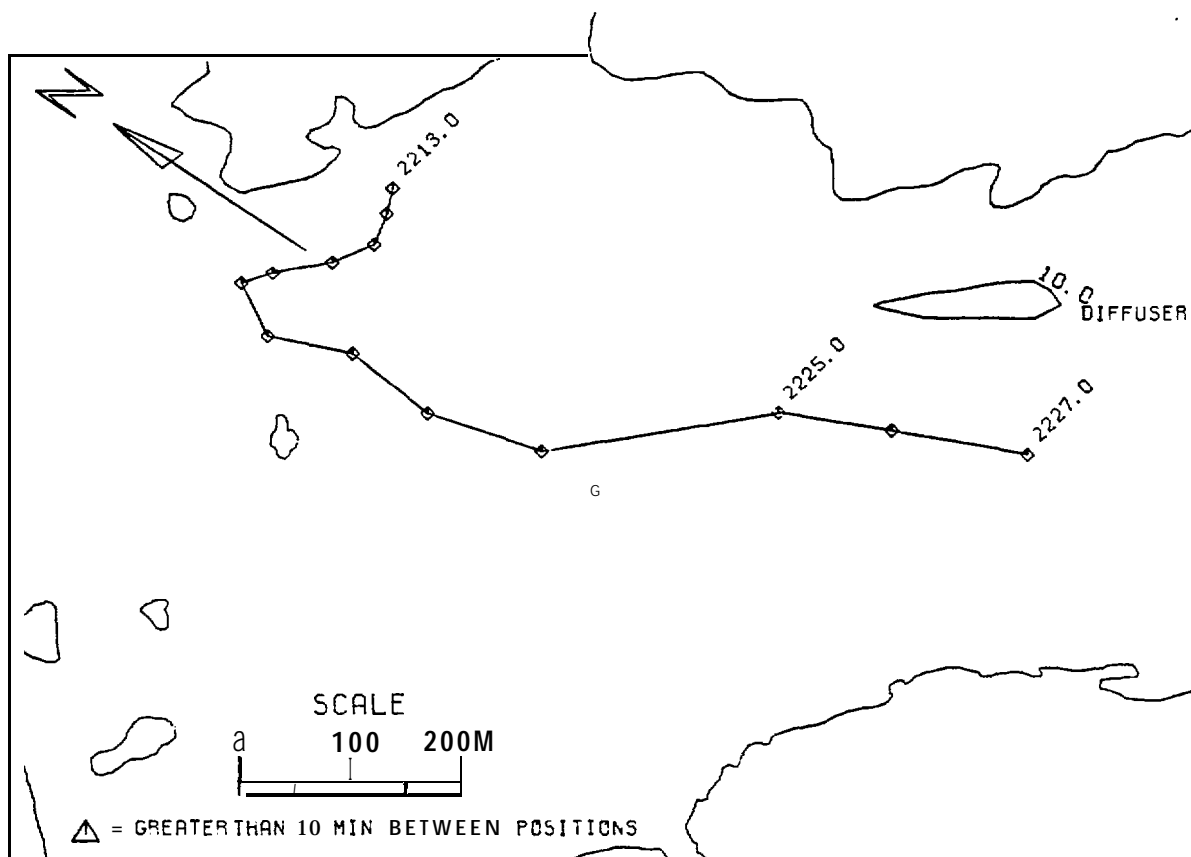 N
2213.0
10.0
DIFFUSER
2225.0
2227.0
G
SCALE
a 100 200M
= GREATER THAN 10 MIN BETWEEN POSITIONS